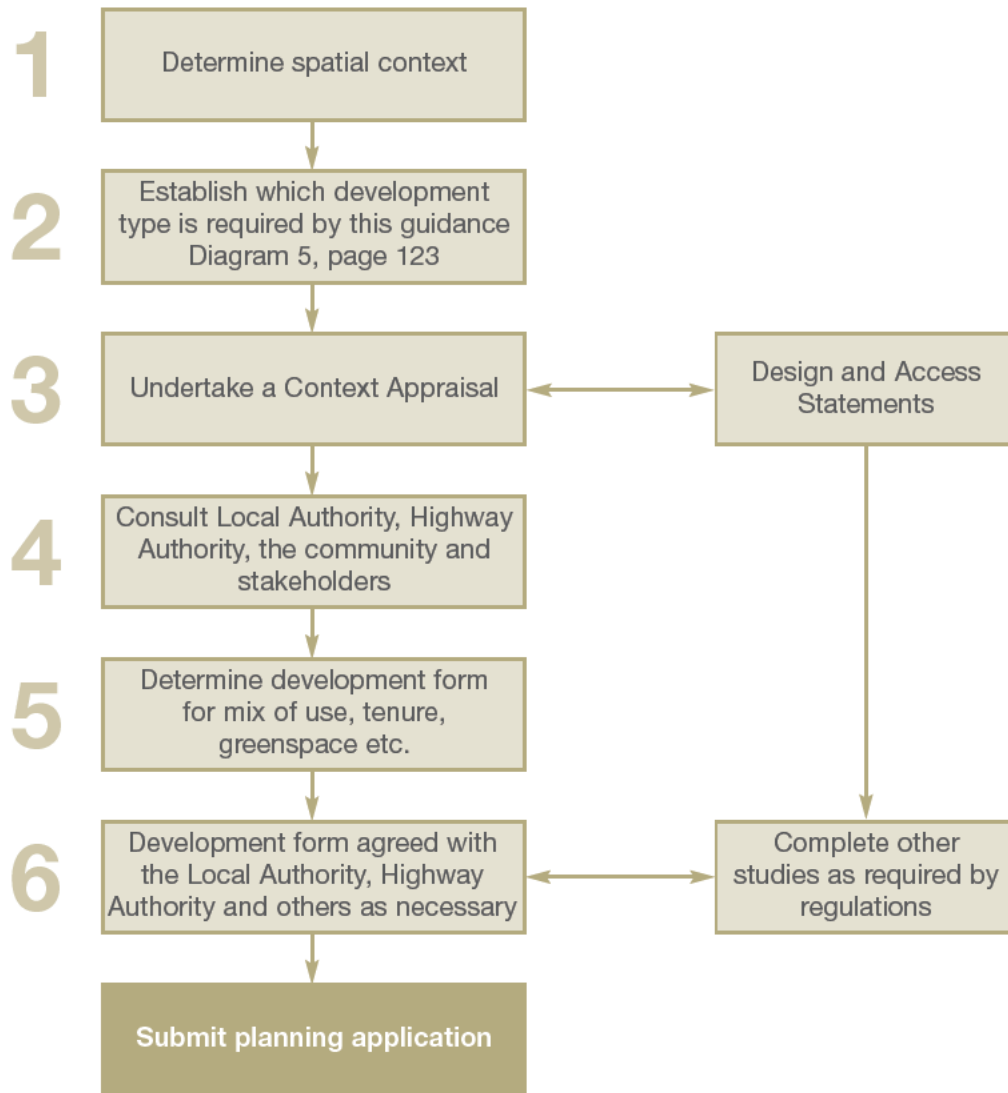 1
Determine spatial context
2
Establish which development
type is required by this guidance
Diagram 5, page 123
3
Undertake a Context Appraisal
Design and Access
Statements
4
Consult Local Authority, Highway
Authority, the community and
stakeholders
5
Determine development form
for mix of use, tenure,
greenspace etc.
6
Development form agreed with
the Local Authority, Highway
Authority and others as necessary
Complete other
studies as required by
regulations
Submit planning application